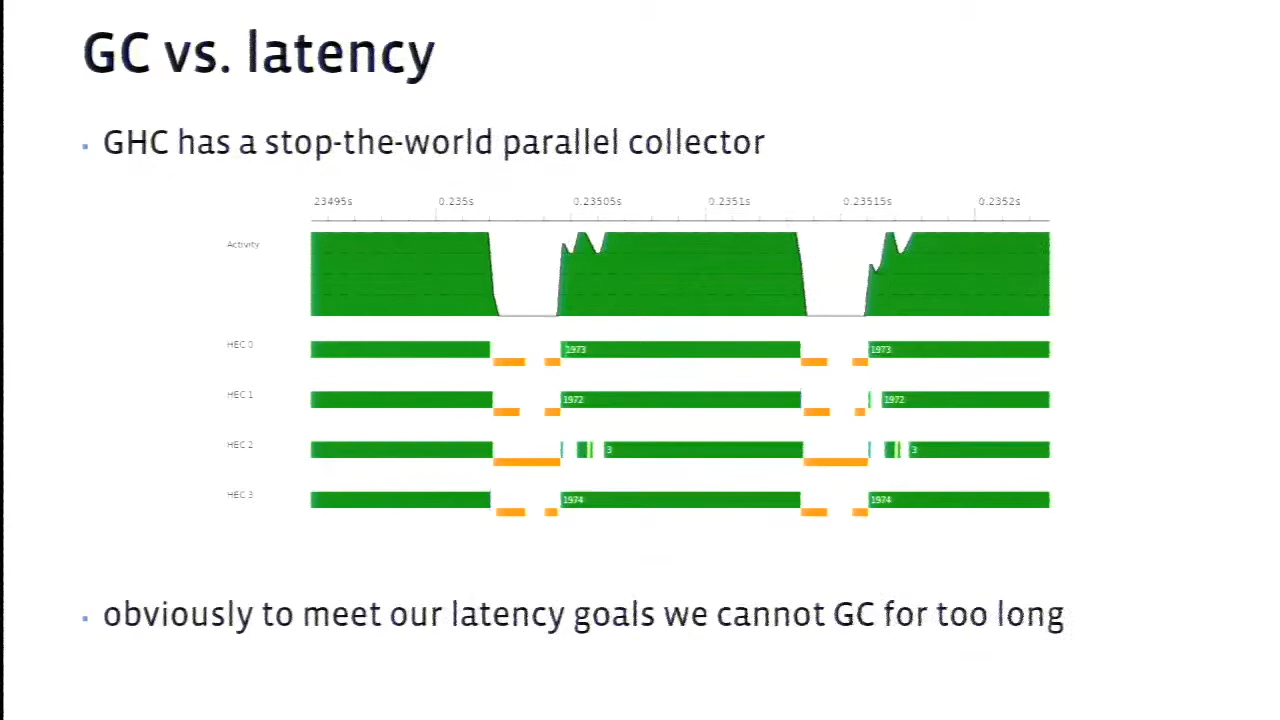 GC vs. latency
· GHC has a stop-the-world parallel collector
23495s 0.235s 0.23505s 0.2351s 0.23515s 0.2352s
Activity
HEC 0 1973 1973
HEC 1 1972 1972
HEC 2 3 3
HEC 3 1974 1974
· obviously to meet our latency goals we cannot GC for too long